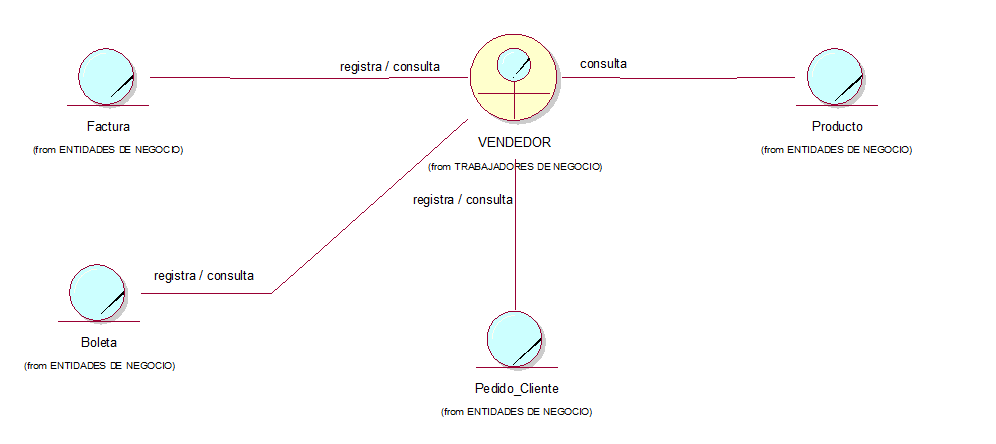 registra / consulta
consulta
Factura
(from ENTIDADES DE NEGOCIO)
VENDEDOR
(from TRABAJADORES DE NEGOCIO)
Producto
(from ENTIDADES DE NEGOCIO)
registra / consulta
registra / consulta
Boleta
(from ENTIDADES DE NEGOCIO)
Pedido_Cliente
(from ENTIDADES DE NEGOCIO)